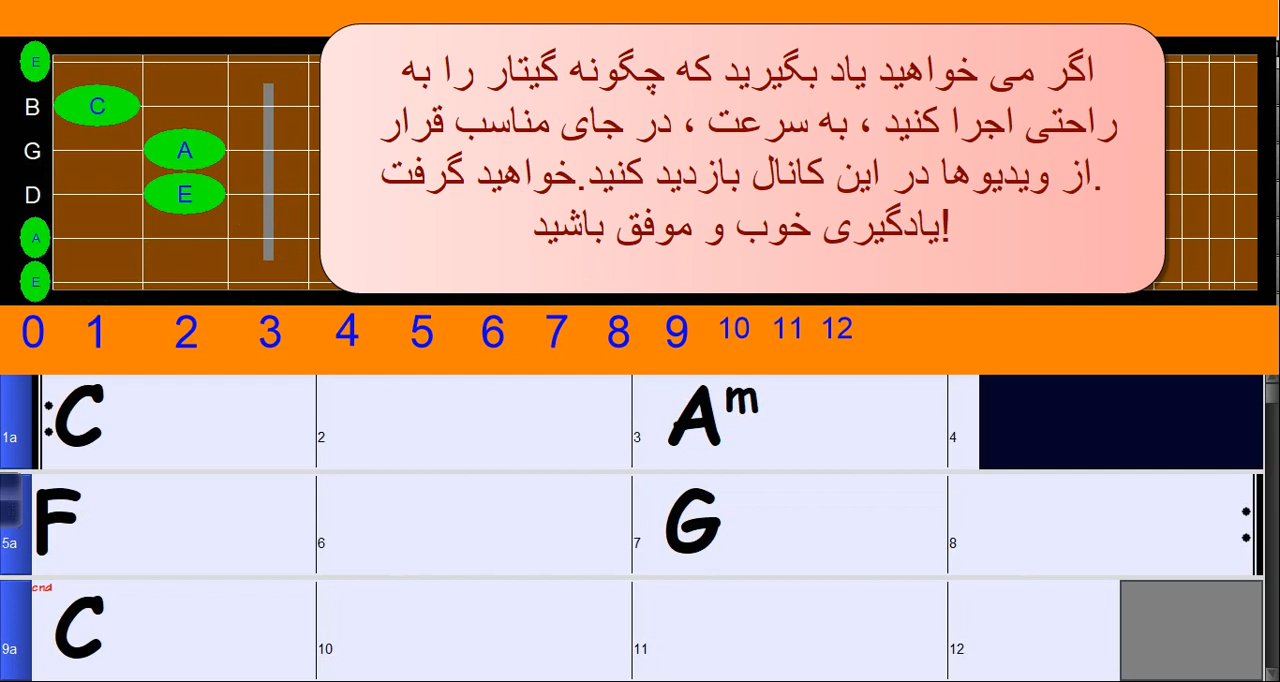 E
B C
اگر می خواهید یاد بگیرید که چگونه گیتار را به
راحتی اجرا کنید ، به سرعت ، در جای مناسب قرار
.از ویدیوها در این کانال بازدید کنید.خواهید گرفت
!یادگیری خوب و موفق باشید
G A
D E
A
E
0 1 2 3 4 5 6 7 8 9 10 11 12
1a C 2 3 Am 4
5a F 6 7 G 8
end
9a C 10 11 12